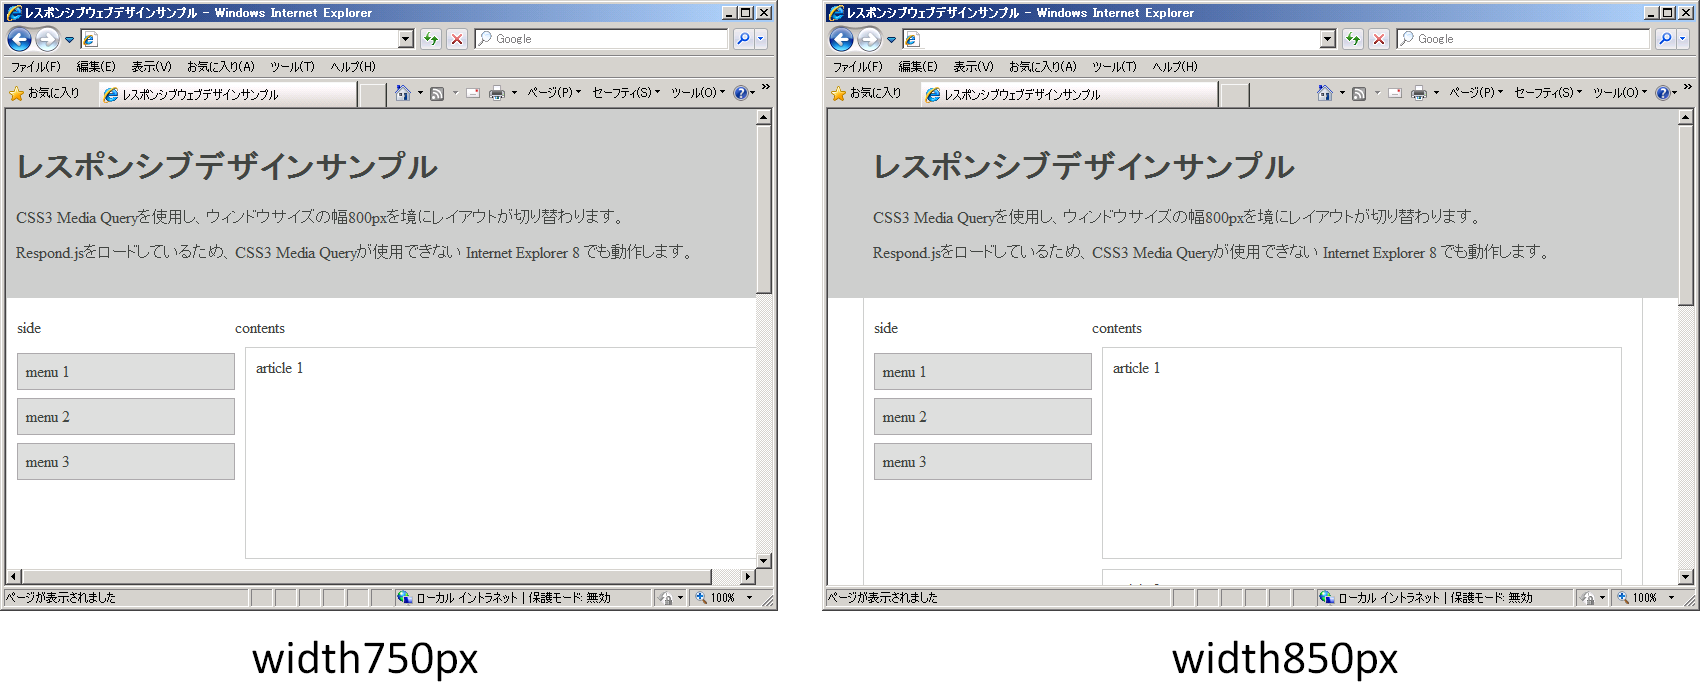 レスポンシブウェブデザインサンプル - Windows Internet Explorer
Google
ファイル(F) 編集(E) 表示(V) お気に入り(A) ツール(T) ヘルプ(H)
お気に入り レスポンシブウェブデザインサンプル ページ(P) セーフティ(S) ツール(O)
レスポンシブデザインサンプル
CSS3 Media Queryを使用し、ウィンドウサイズの幅800pxを境にレイアウトが切り替わります。
Respond.jsをロードしているため、CSS3 Media Queryが使用できない Internet Explorer 8 でも動作します。
side contents
menu 1
menu 2
menu 3
article 1
ページが表示されました ローカル イントラネット | 保護モード: 無効 100%
width750px
レスポンシブウェブデザインサンプル - Windows Internet Explorer
Google
ファイル(F) 編集(E) 表示(V) お気に入り(A) ツール(T) ヘルプ(H)
お気に入り レスポンシブウェブデザインサンプル ページ(P) セーフティ(S) ツール(O)
レスポンシブデザインサンプル
CSS3 Media Queryを使用し、ウィンドウサイズの幅800pxを境にレイアウトが切り替わります。
Respond.jsをロードしているため、CSS3 Media Queryが使用できない Internet Explorer 8 でも動作します。
side contents
menu 1
menu 2
menu 3
article 1
ページが表示されました ローカル イントラネット | 保護モード: 無効 100%
width850px